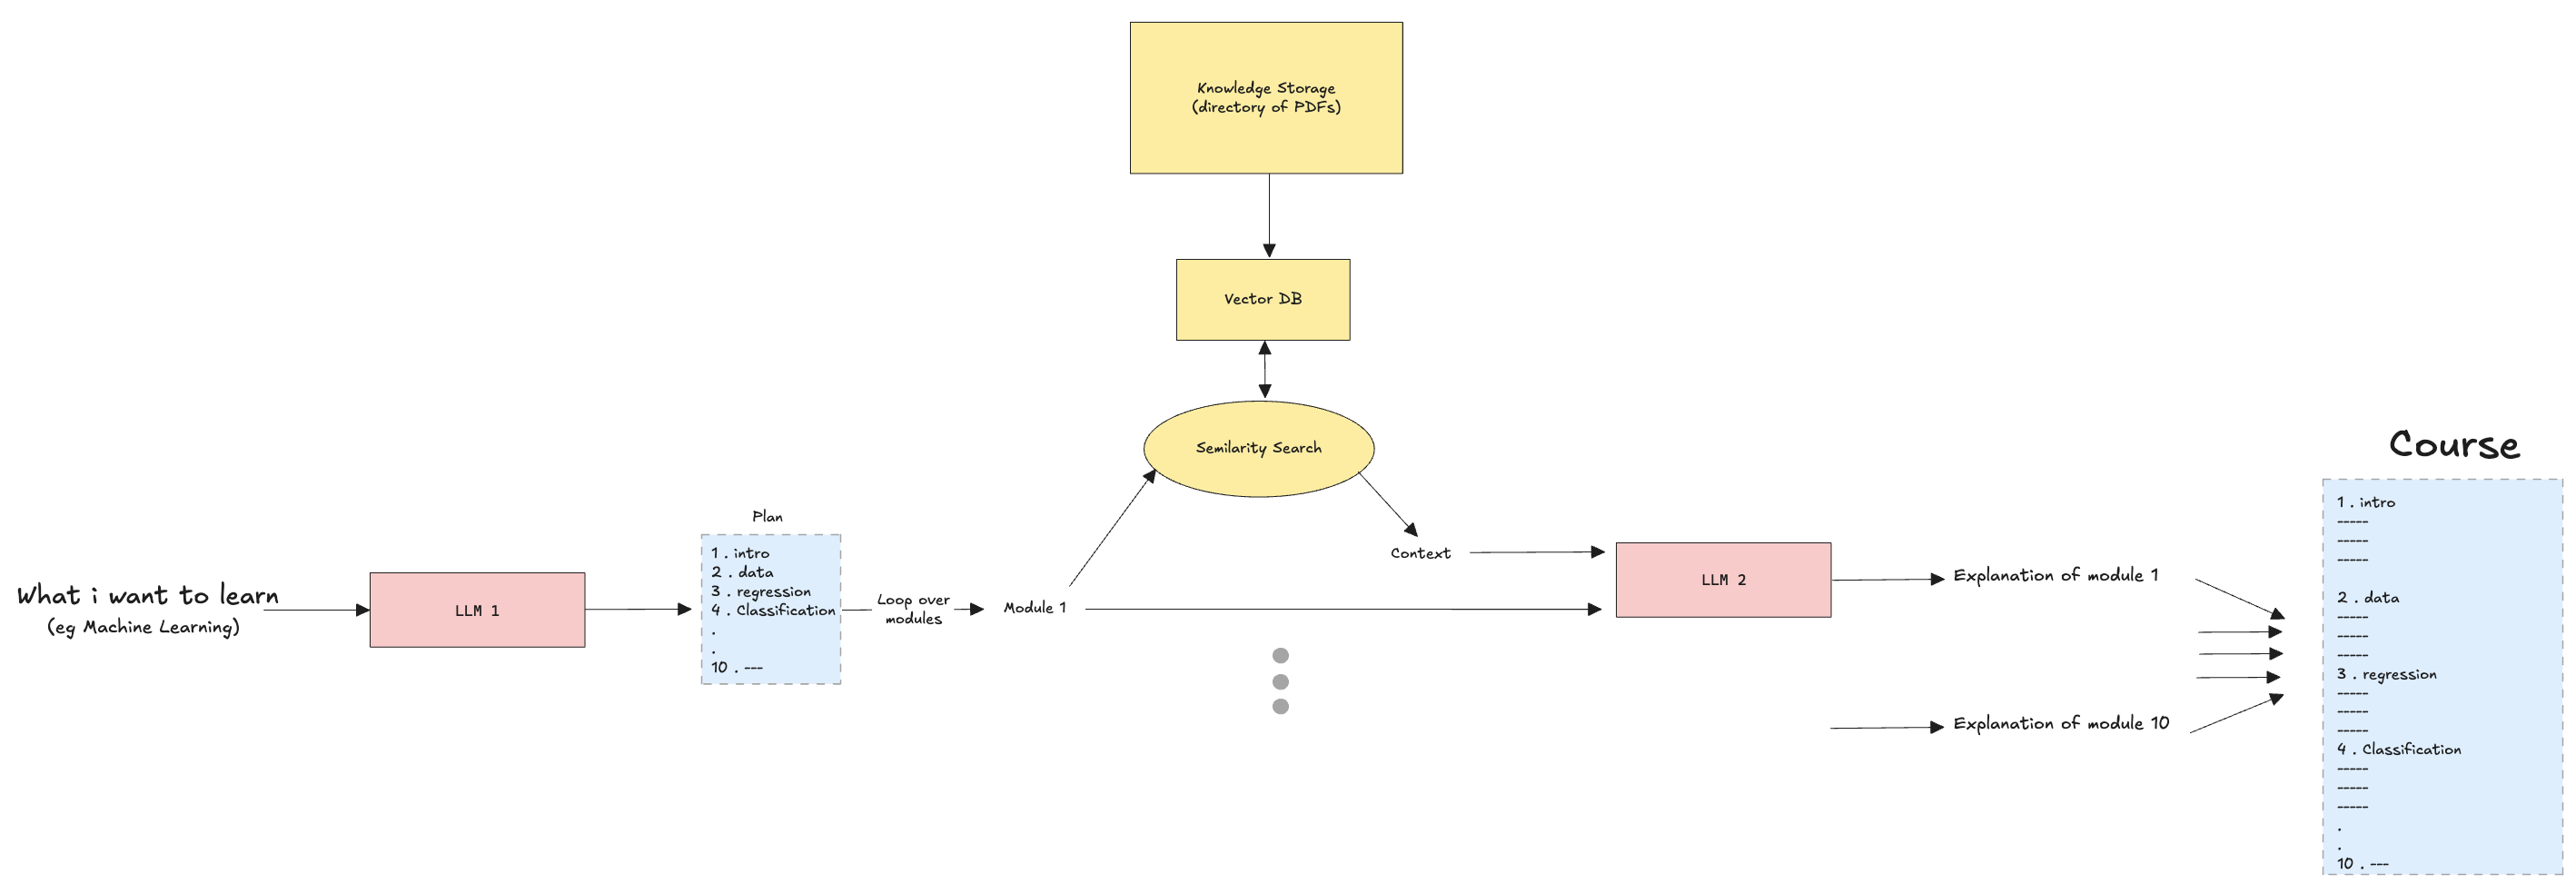 Knowledge Storage
(directory of PDFs)
Vector DB
Semilarity Search
What i want to learn
(eg Machine Learning)
LLM 1
Plan
1 . intro
2 . data
3 . regression
4 . Classification
.
.
10 . ---
Loop over
modules
Module 1
Context
LLM 2
Explanation of module 1
Explanation of module 10
Course
1 . intro
-----
-----
-----
2 . data
-----
-----
-----
3 . regression
-----
-----
-----
4 . Classification
-----
-----
-----
.
.
10 . ---